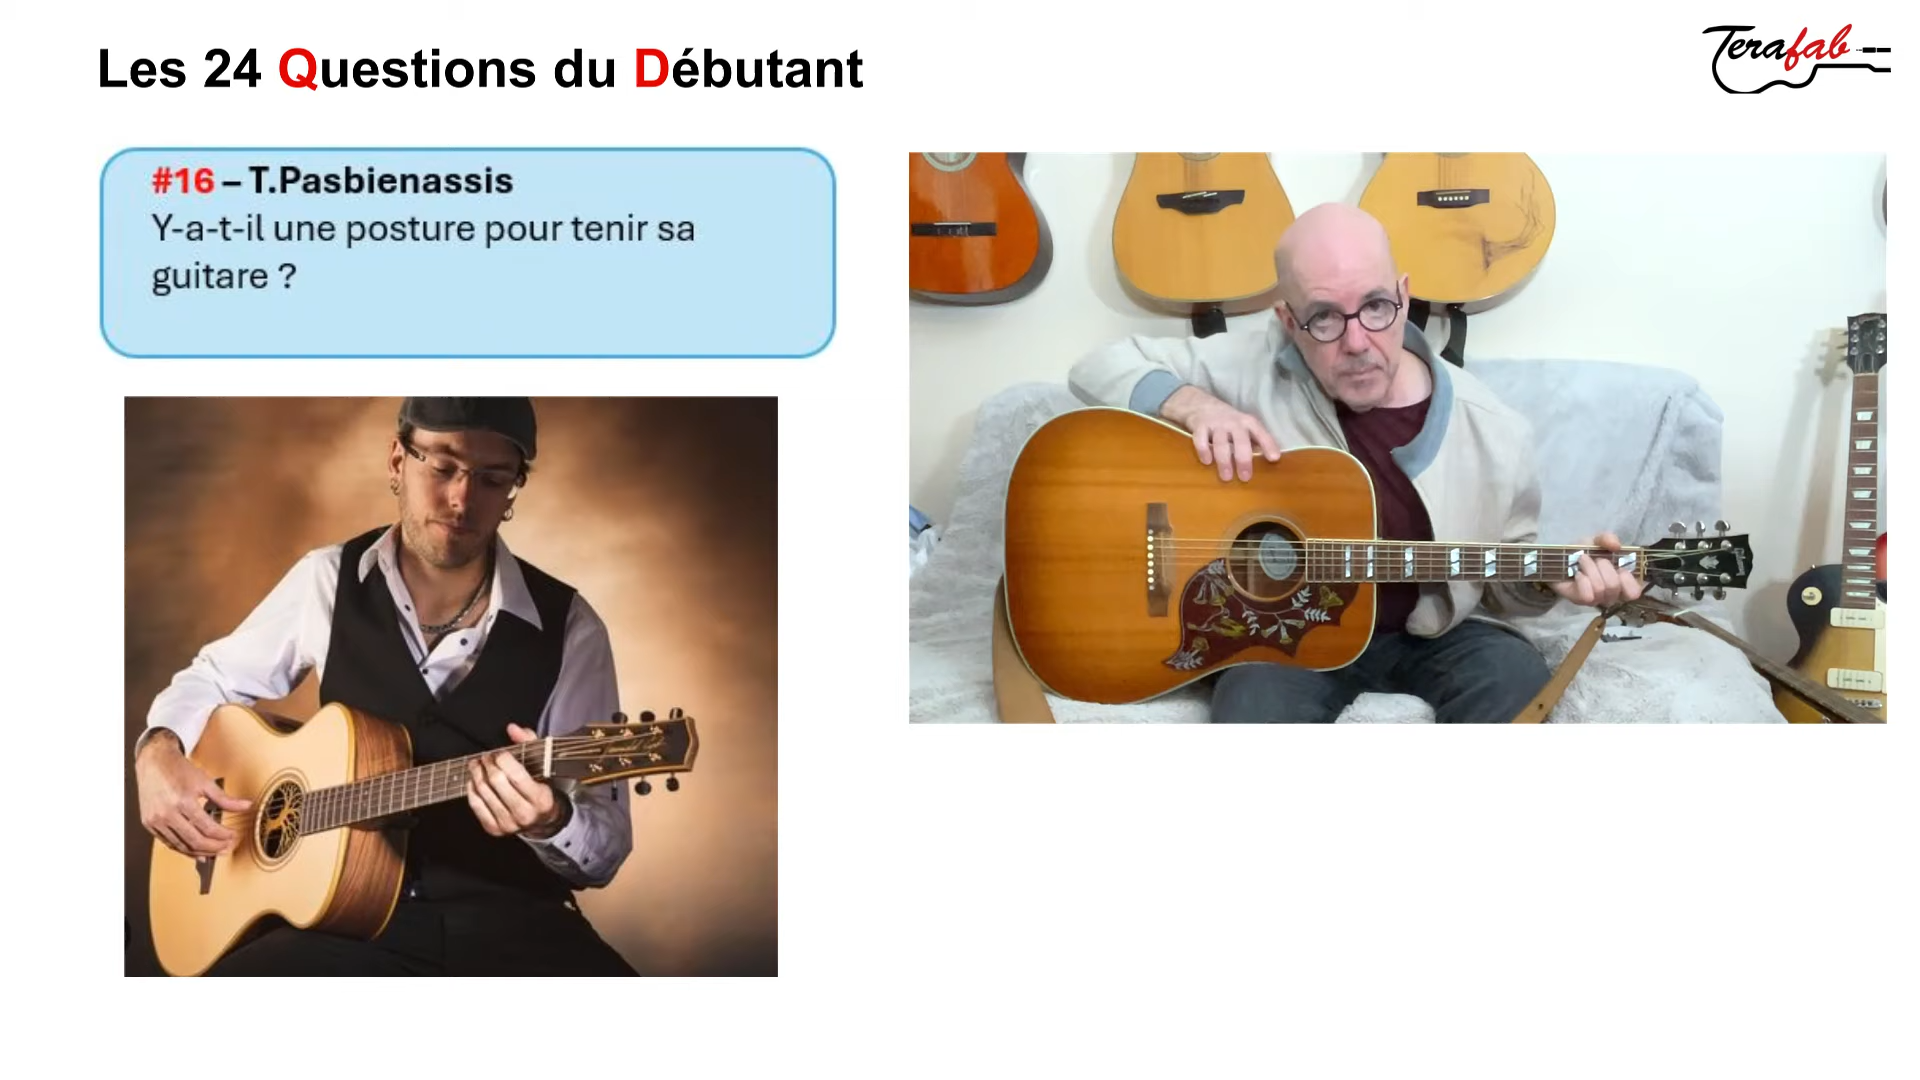 Les 24 Questions du Débutant
Terafab
#16 – T.Pasbienassis
Y-a-t-il une posture pour tenir sa
guitare ?